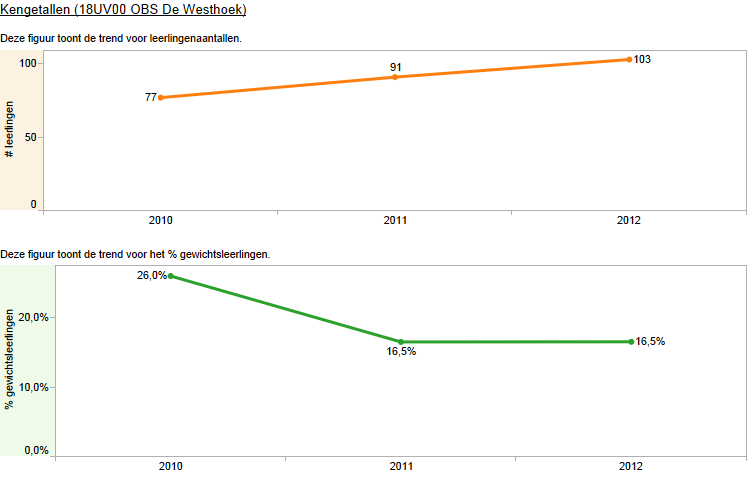 Kengetallen (18UV00 OBS De Westhoek)
Deze figuur toont de trend voor leerlingenaantallen.
# leerlingen
100
50
0
77
91
103
2010 2011 2012
Deze figuur toont de trend voor het % gewichtsleerlingen.
% gewichtsleerlingen
20,0%
10,0%
0,0%
26,0%
16,5%
16,5%
2010 2011 2012